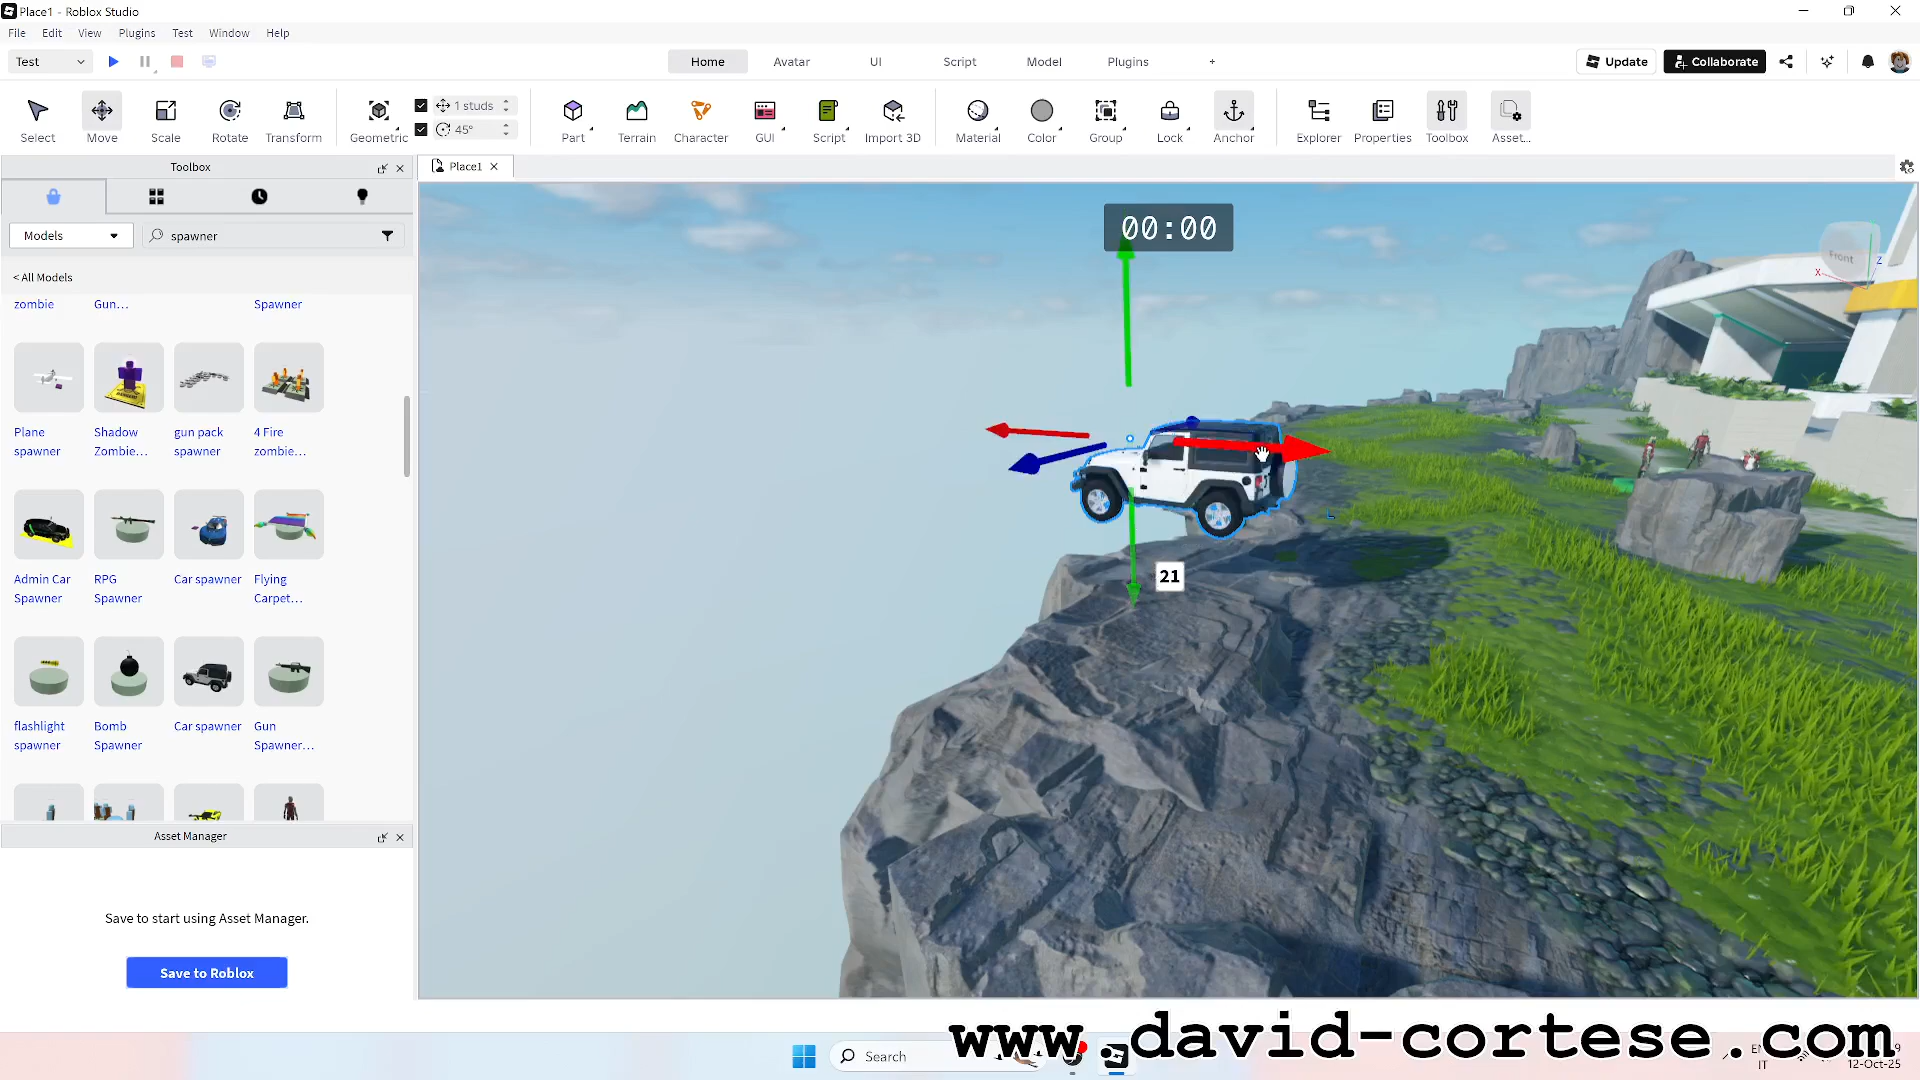 Place1 - Roblox Studio
File Edit View Plugins Test Window Help
Test
Home Avatar UI Script Model Plugins +
Update Collaborate
1 studs
45°
Select Move Scale Rotate Transform Geometric Part Terrain Character GUI Script Import 3D Material Color Group Lock Anchor Explorer Properties Toolbox Asset...
Toolbox
Place1
Models
spawner
00:00
< All Models
zombie Gun... Spawner
Front
X Z
Plane spawner
Shadow Zombie...
gun pack spawner
4 Fire zombie...
Admin Car Spawner
RPG Spawner
Car spawner
Flying Carpet...
21
flashlight spawner
Bomb Spawner
Car spawner
Gun Spawner...
Asset Manager
Save to start using Asset Manager.
Save to Roblox
www.david-cortese.com
Search
IT
12-Oct-25